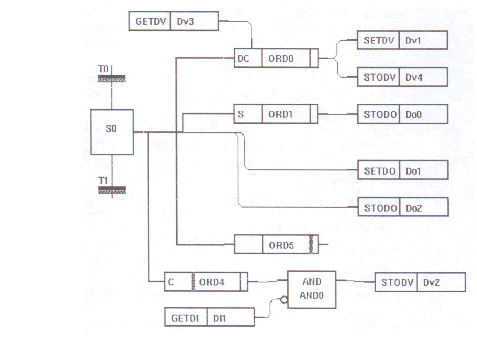 GETDV Dv3
SETDV Dv1
DC ORD0
STODV Dv4
T0
S ORD1 STODO Do0
S0
SETDO Do1
T1
STODO Do2
ORD5
C ORD4 AND STODV Dv2
AND0
GETDI DI1